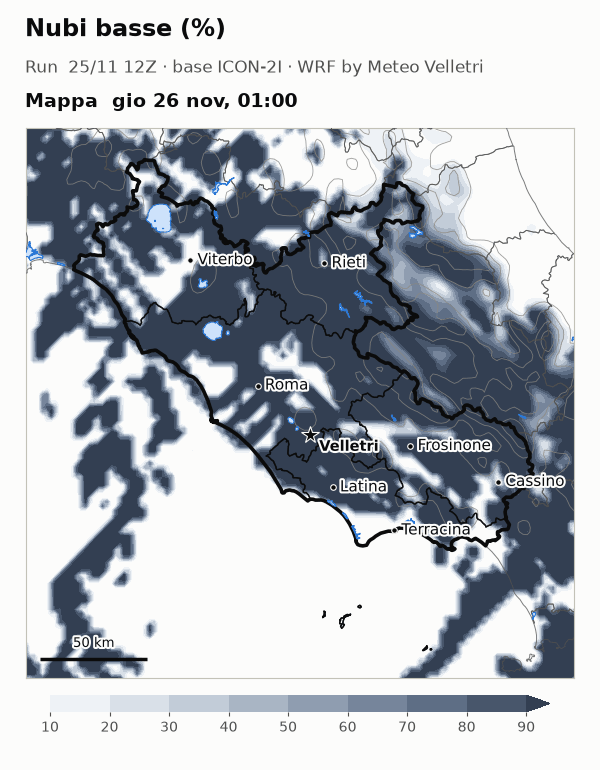 Nubi basse (%)
Run  25/11 12Z · base ICON-2I · WRF by Meteo Velletri
Mappa  gio 26 nov, 01:00
Viterbo
Rieti
Roma
Velletri
Frosinone
Cassino
Latina
Terracina
50 km
10 20 30 40 50 60 70 80 90